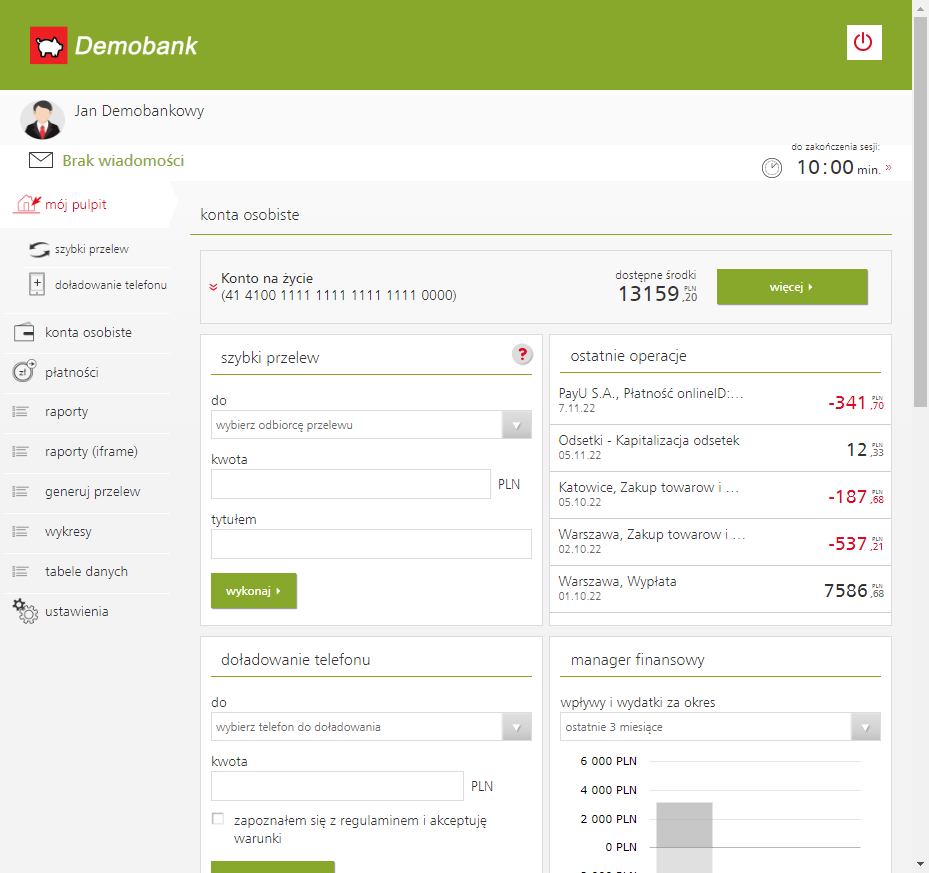 Demobank
Jan Demobankowy
Brak wiadomości
do zakończenia sesji:
10:00 min. »
mój pulpit
szybki przelew
doładowanie telefonu
konta osobiste
płatności
raporty
raporty (iframe)
generuj przelew
wykresy
tabele danych
ustawienia
konta osobiste
Konto na życie
(41 4100 1111 1111 1111 1111 0000)
dostępne środki
13159 PLN ,20
więcej
szybki przelew
?
do
wybierz odbiorcę przelewu
kwota
PLN
tytułem
wykonaj
ostatnie operacje
PayU S.A., Płatność onlineID:...
7.11.22
-341 PLN ,70
Odsetki - Kapitalizacja odsetek
05.11.22
12 PLN ,33
Katowice, Zakup towarow i ...
05.10.22
-187 PLN ,68
Warszawa, Zakup towarow i ...
02.10.22
-537 PLN ,21
Warszawa, Wypłata
01.10.22
7586 PLN ,68
doładowanie telefonu
do
wybierz telefon do doładowania
kwota
PLN
zapoznałem się z regulaminem i akceptuję
warunki
manager finansowy
wpływy i wydatki za okres
ostatnie 3 miesiące
6 000 PLN
4 000 PLN
2 000 PLN
0 PLN